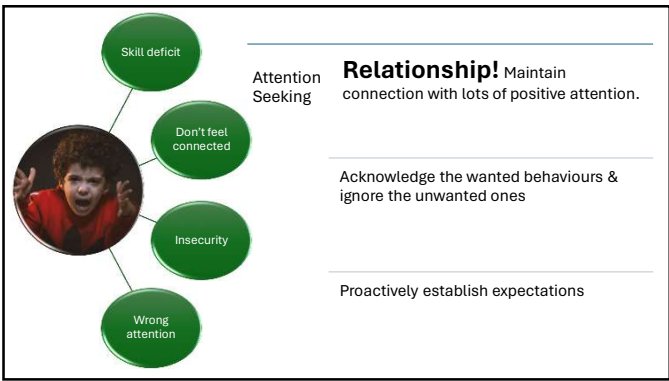 Skill deficit
Don't feel
connected
Insecurity
Wrong
attention
Attention
Seeking
Relationship! Maintain
connection with lots of positive attention.
Acknowledge the wanted behaviours &
ignore the unwanted ones
Proactively establish expectations